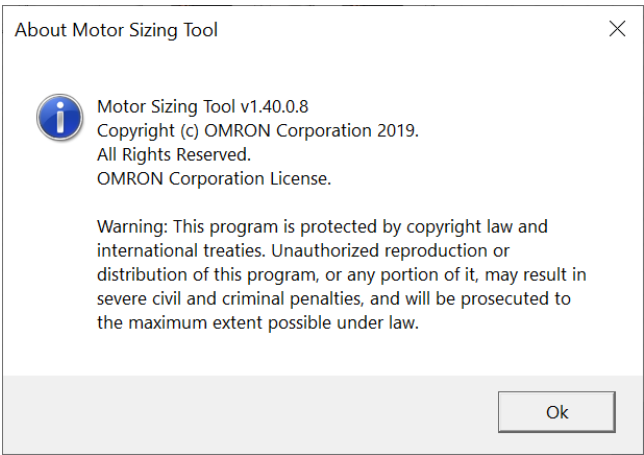 About Motor Sizing Tool
Motor Sizing Tool v1.40.0.8
Copyright (c) OMRON Corporation 2019.
All Rights Reserved.
OMRON Corporation License.
Warning: This program is protected by copyright law and
international treaties. Unauthorized reproduction or
distribution of this program, or any portion of it, may result in
severe civil and criminal penalties, and will be prosecuted to
the maximum extent possible under law.
Ok